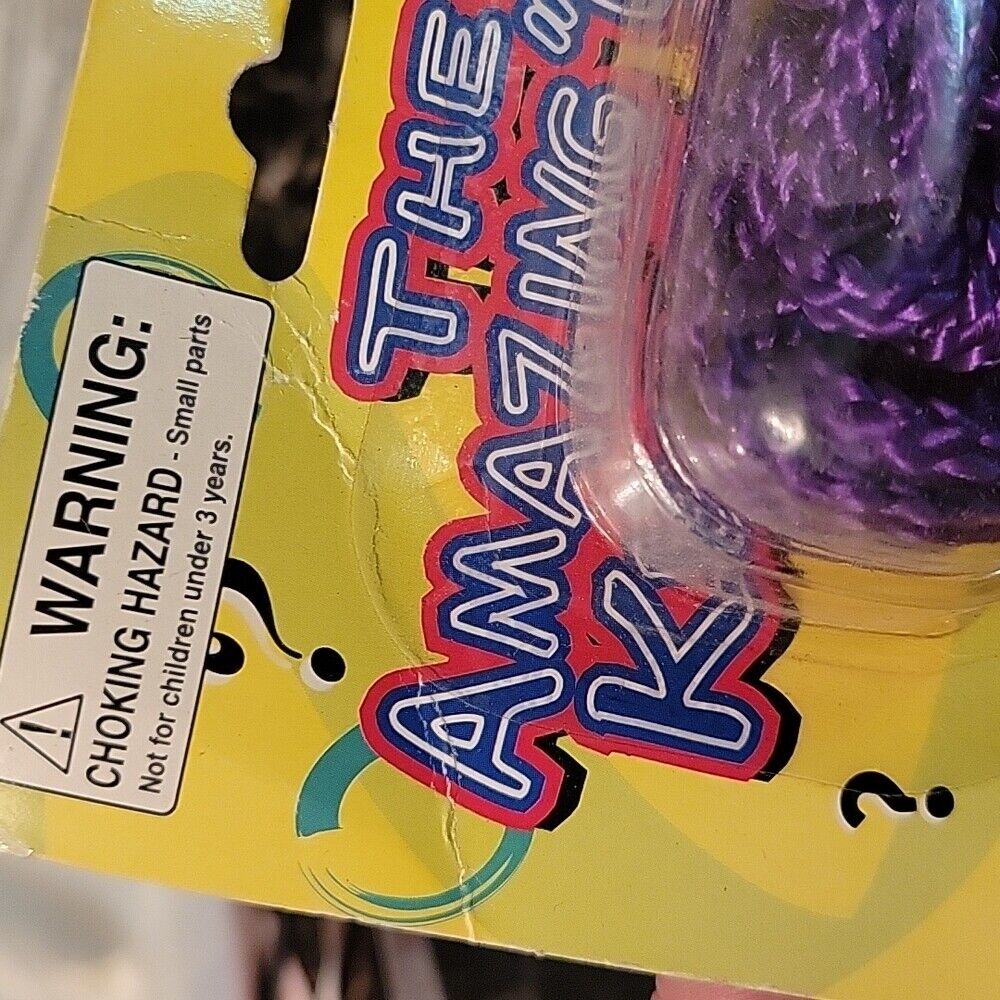 THE
AMAZING
K
WARNING:
CHOKING HAZARD - Small parts
Not for children under 3 years.